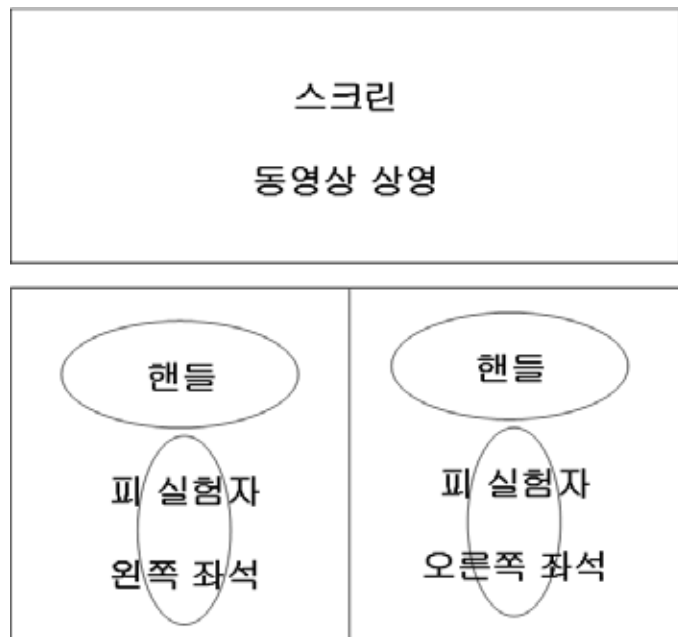 스크린
동영상 상영
핸들
핸들
피 실험자
왼쪽 좌석
피 실험자
오른쪽 좌석